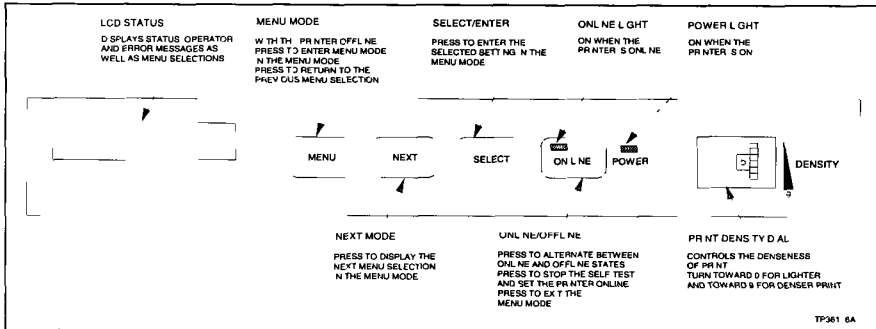 LCD STATUS
D SPLAYS STATUS OPERATOR
AND ERROR MESSAGES AS
WELL AS MENU SELECTIONS
MENU MODE
W TH TH PR NTER OFFL NE
PRESS TO ENTER MENU MODE
N THE MENU MODE
PRESS TO RETURN TO THE
PREV OUS MENU SELECTION
SELECT/ENTER
PRESS TO ENTER THE
SELECTED SETT NG N THE
MENU MODE
ONL NE L GHT
ON WHEN THE
PR NTER S ONL NE
POWER L GHT
ON WHEN THE
PR NTER S ON
MENU
NEXT
SELECT
ON L NE
POWER
0
DENSITY
9
NEXT MODE
PRESS TO DISPLAY THE
NEXT MENU SELECTION
N THE MENU MODE
ONL NE/OFFL NE
PRESS TO ALTERNATE BETWEEN
ONL NE AND OFFL NE STATES
PRESS TO STOP THE SELF TEST
AND SET THE PR NTER ONLINE
PRESS TO EX T THE
MENU MODE
PR NT DENS TY D AL
CONTROLS THE DENSENESS
OF PR NT
TURN TOWARD 0 FOR LIGHTER
AND TOWARD 9 FOR DENSER PRINT
TP361 6A